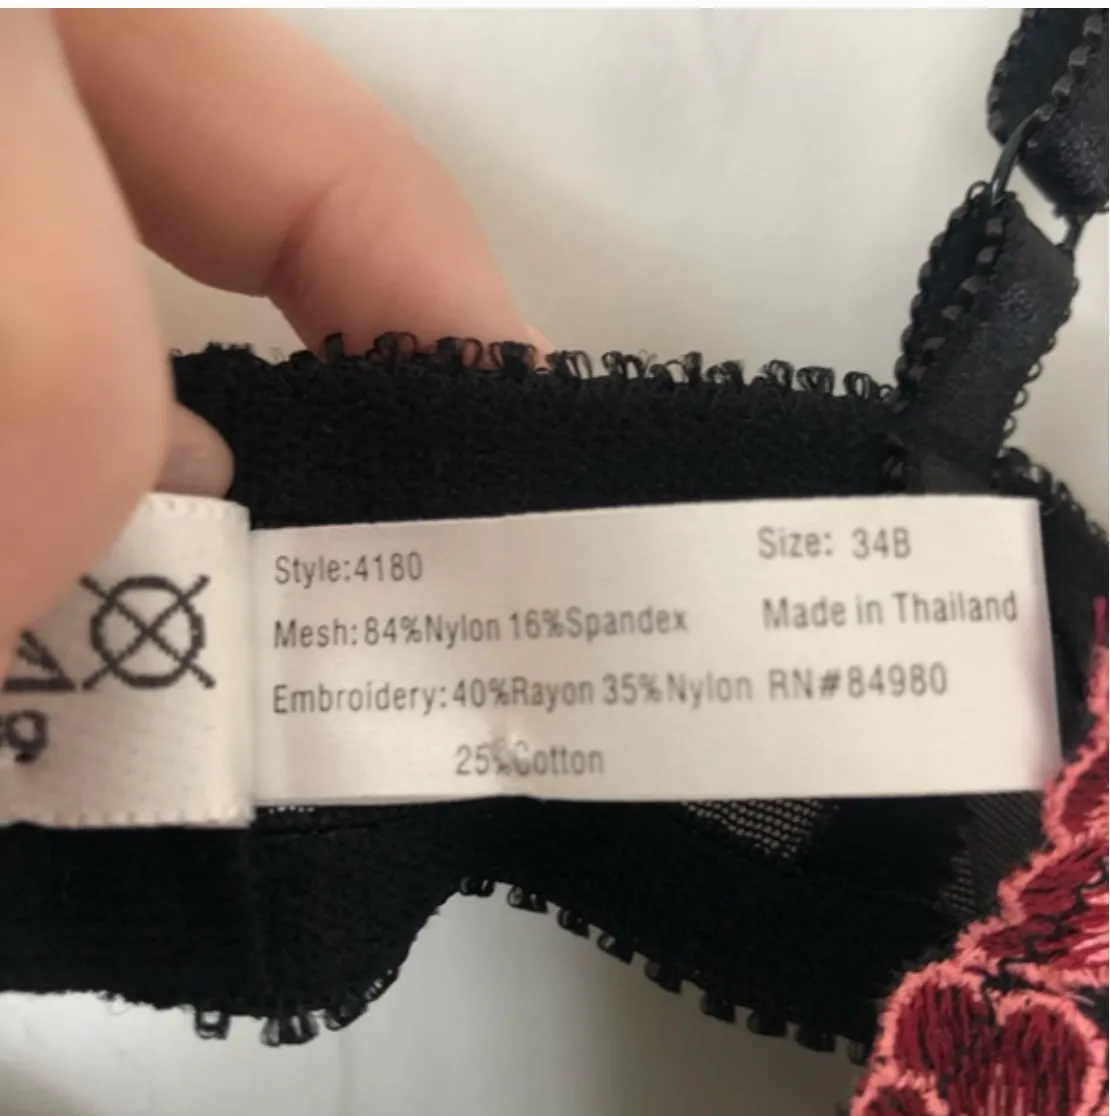 Style:4180 Size: 34B
Mesh:84%Nylon 16%Spandex Made in Thailand
Embroidery:40%Rayon 35%Nylon RN#84980
25%Cotton